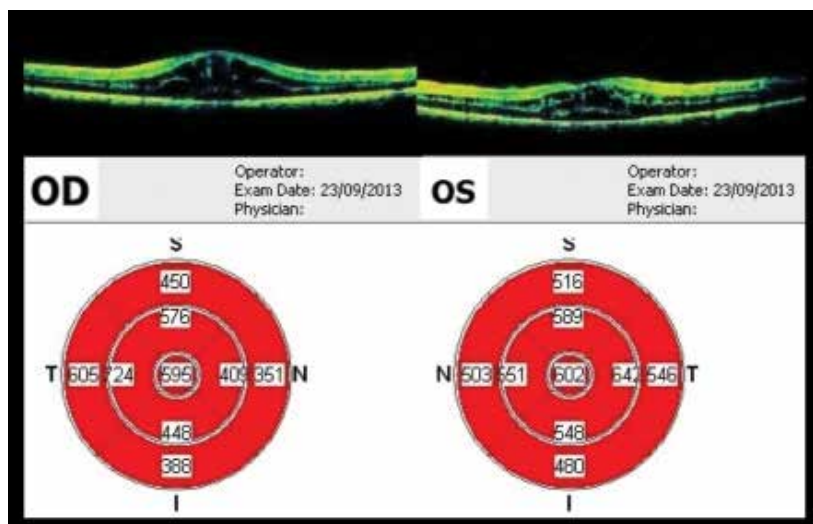 OD
Operator:
Exam Date: 23/09/2013
Physician:
OS
Operator:
Exam Date: 23/09/2013
Physician:
S
450
576
T 605 724 595 409 351 N
448
388
I
S
516
589
N 503 551 602 642 546 T
548
480
I